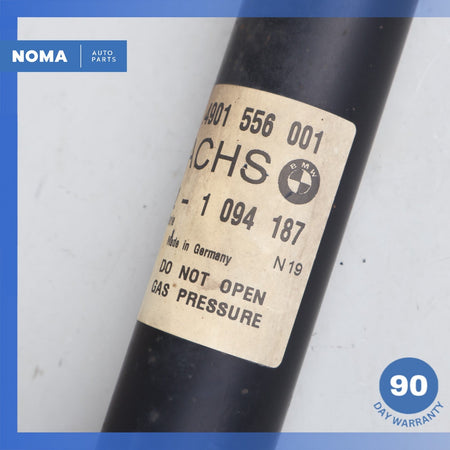 NOMA AUTO
PARTS
4901 556 001
ACHS
BMW
- 1 094 187
Made in Germany
N19
DO NOT OPEN
GAS PRESSURE
90
DAY WARRANTY